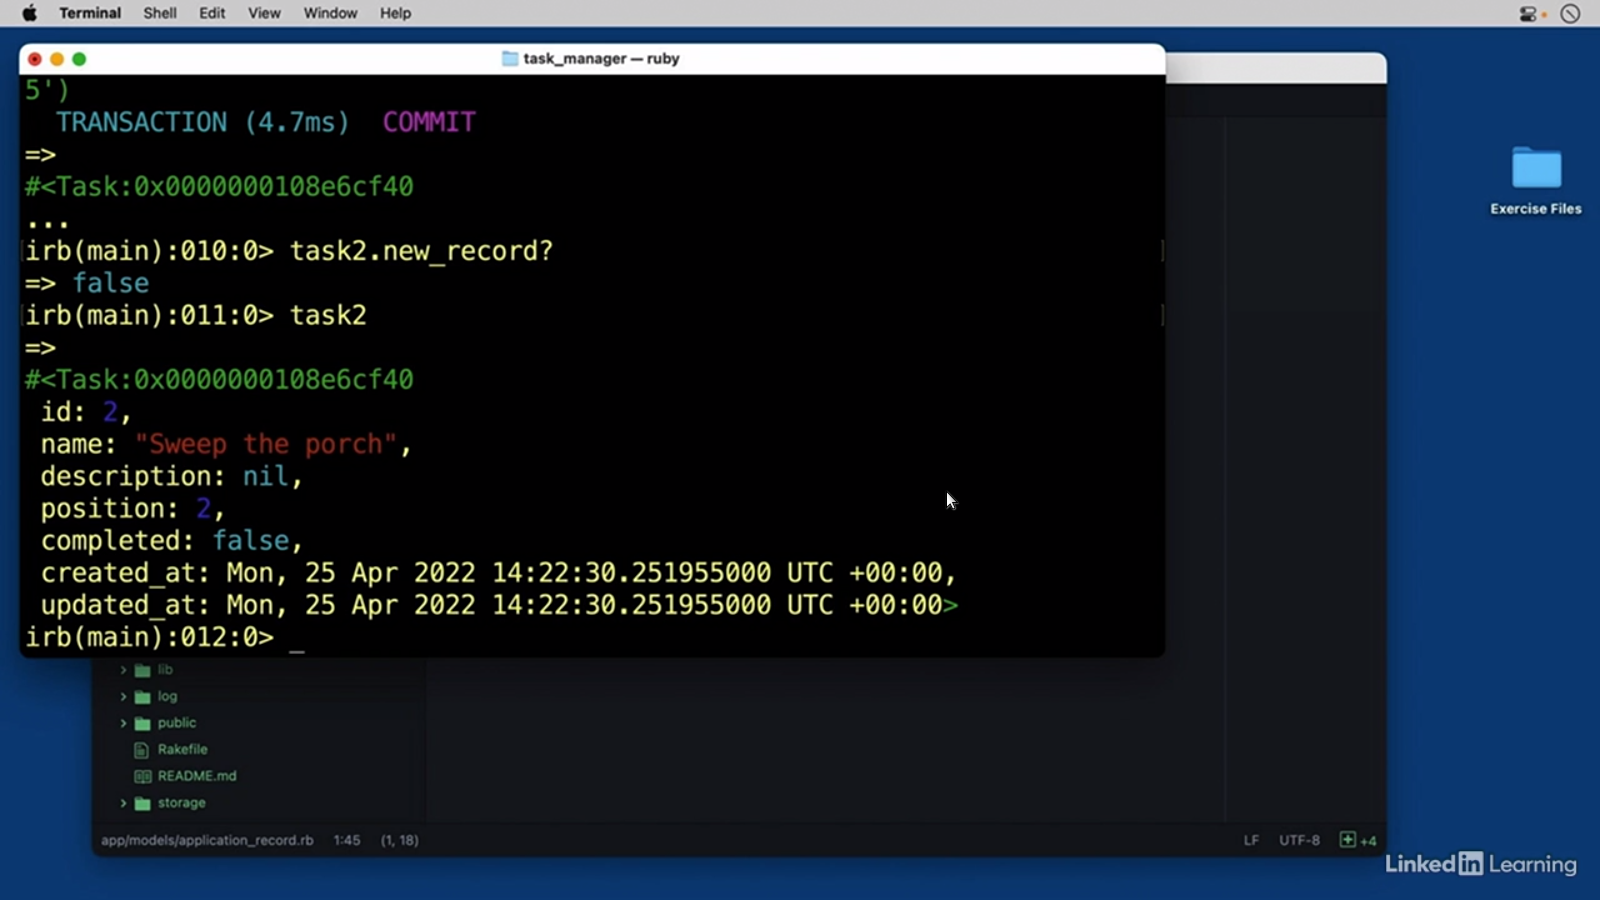 Terminal Shell Edit View Window Help
task_manager — ruby
5')
TRANSACTION (4.7ms) COMMIT
=>
#<Task:0x0000000108e6cf40
...
irb(main):010:0> task2.new_record?
=> false
irb(main):011:0> task2
=>
#<Task:0x0000000108e6cf40
id: 2,
name: "Sweep the porch",
description: nil,
position: 2,
completed: false,
created_at: Mon, 25 Apr 2022 14:22:30.251955000 UTC +00:00,
updated_at: Mon, 25 Apr 2022 14:22:30.251955000 UTC +00:00>
irb(main):012:0> _
Exercise Files
lib
log
public
Rakefile
README.md
storage
app/models/application_record.rb 1:45 (1, 18) LF UTF-8 +4
LinkedIn Learning